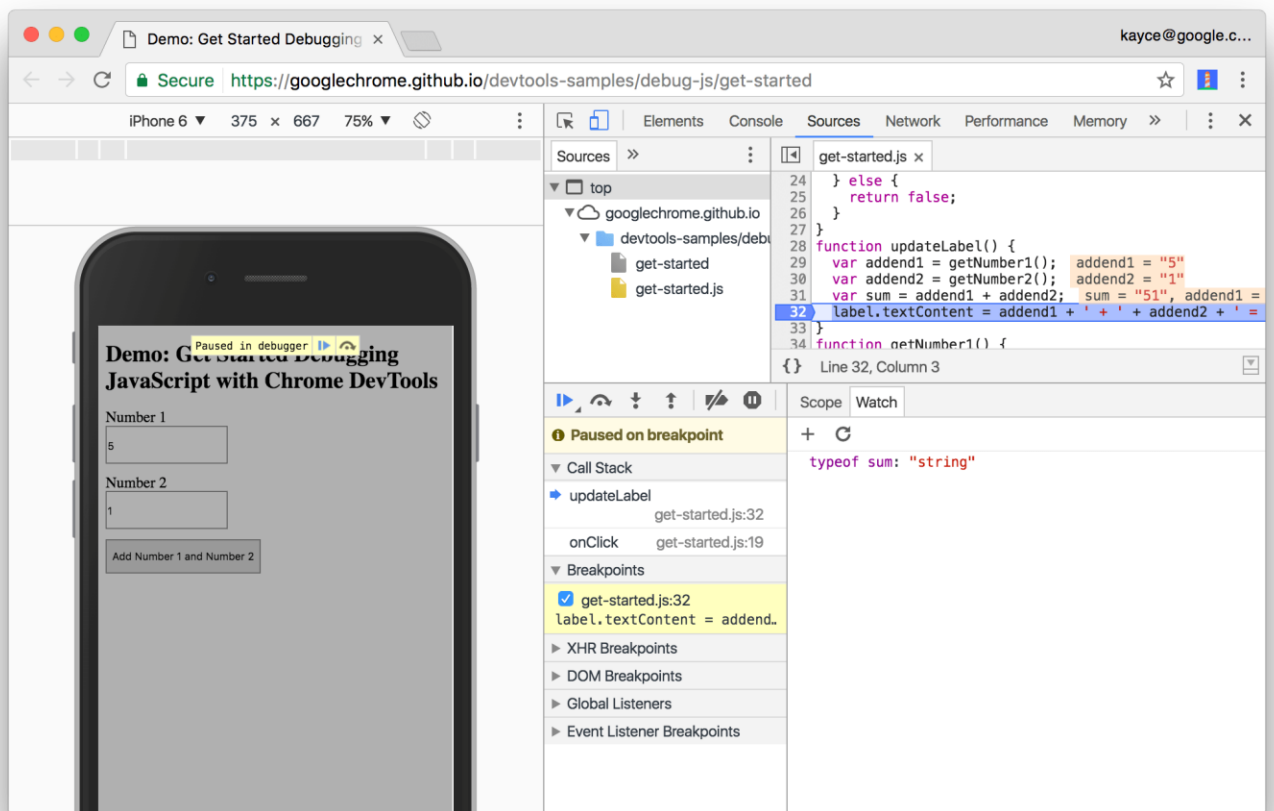 Demo: Get Started Debugging ×
kayce@google.c...
Secure https://googlechrome.github.io/devtools-samples/debug-js/get-started
iPhone 6 ▼ 375 × 667 75% ▼
Elements Console Sources Network Performance Memory »
Sources »
get-started.js ×
top
googlechrome.github.io
devtools-samples/debu
get-started
get-started.js
24 } else {
25 return false;
26 }
27 }
28 function updateLabel() {
29 var addend1 = getNumber1(); addend1 = "5"
30 var addend2 = getNumber2(); addend2 = "1"
31 var sum = addend1 + addend2; sum = "51", addend1 =
32 label.textContent = addend1 + ' + ' + addend2 + ' =
33 }
34 function getNumber1() {
{} Line 32, Column 3
Paused in debugger
Demo: Get Started Debugging
JavaScript with Chrome DevTools
Number 1
5
Number 2
1
Add Number 1 and Number 2
Paused on breakpoint
Call Stack
updateLabel
get-started.js:32
onClick get-started.js:19
Breakpoints
get-started.js:32
label.textContent = addend…
XHR Breakpoints
DOM Breakpoints
Global Listeners
Event Listener Breakpoints
Scope Watch
typeof sum: "string"